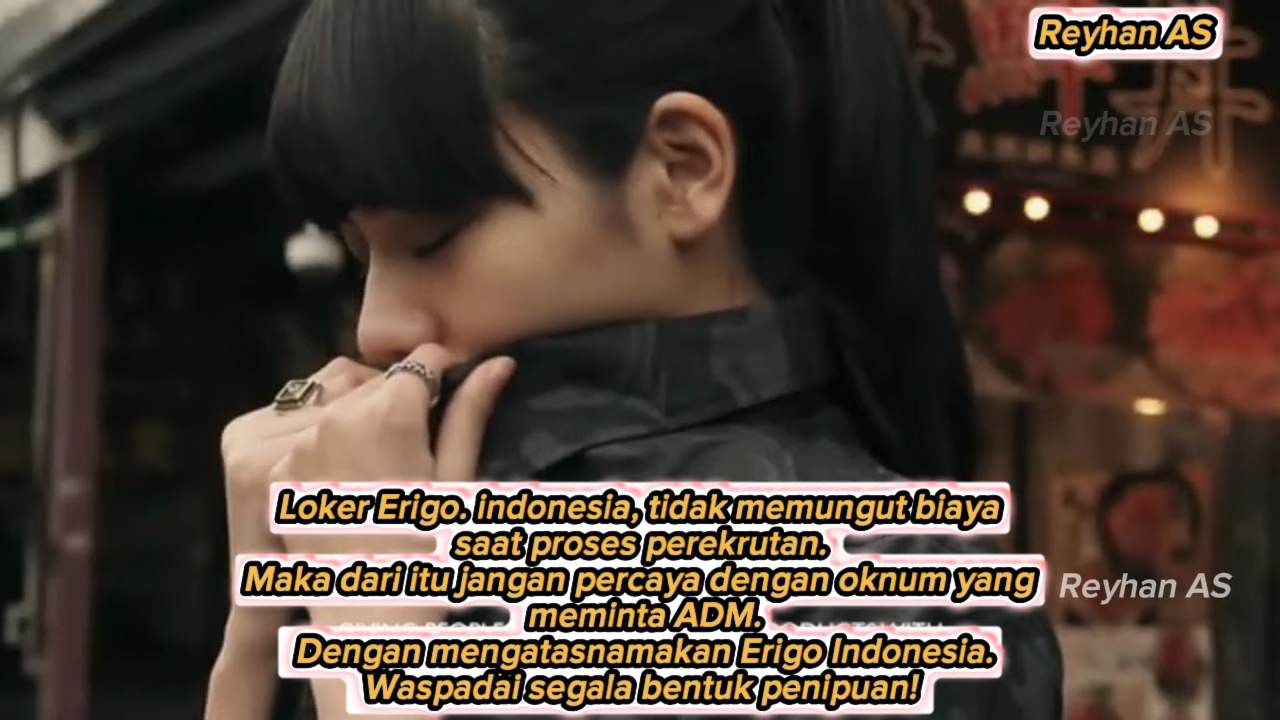 Reyhan AS
Reyhan AS
Loker Erigo. indonesia, tidak memungut biaya
saat proses perekrutan.
Maka dari itu jangan percaya dengan oknum yang
meminta ADM.
Reyhan AS
Dengan mengatasnamakan Erigo Indonesia.
Waspadai segala bentuk penipuan!